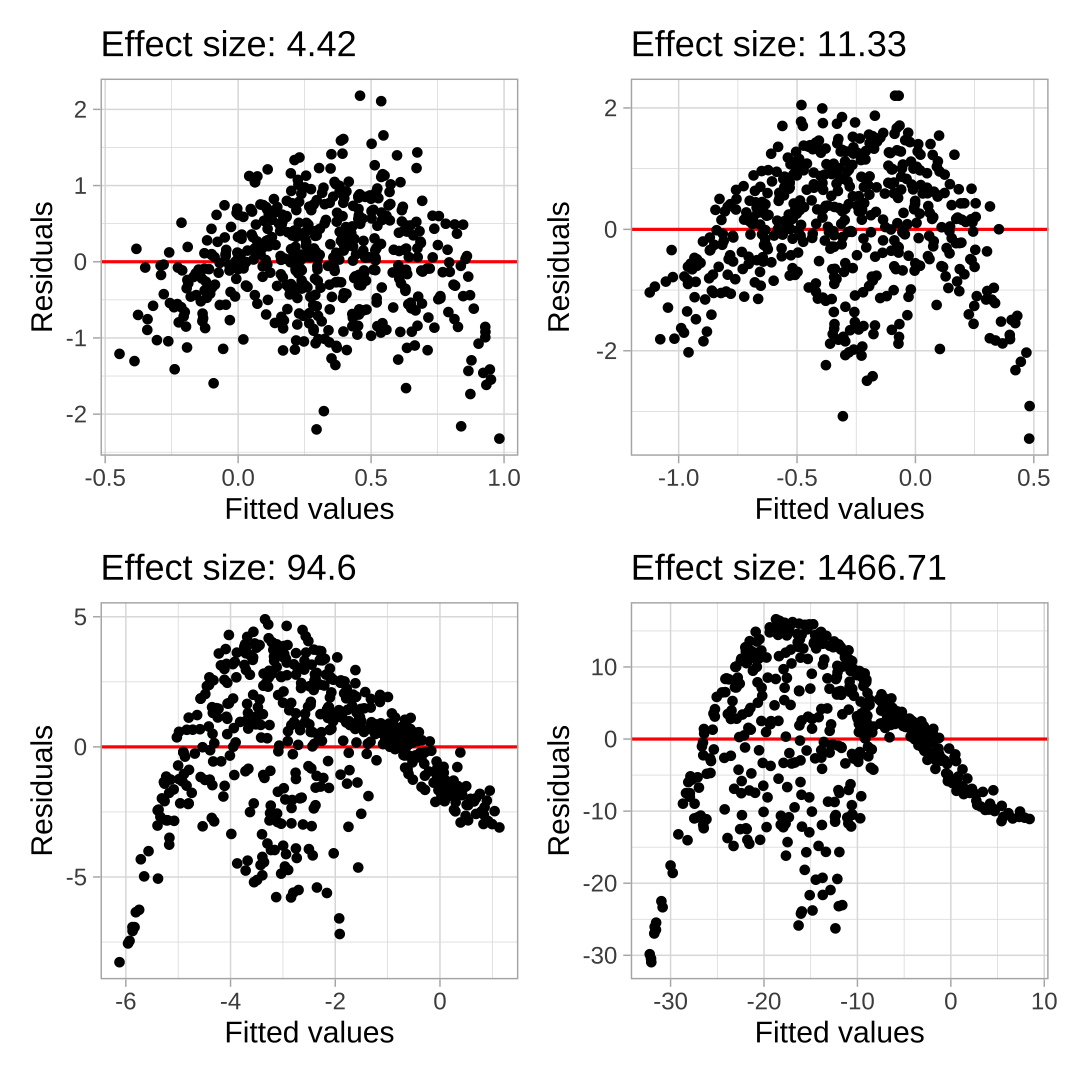 Effect size: 4.42
2
1
0
-1
-2
Residuals
-0.5
0.0
0.5
1.0
Fitted values
Effect size: 11.33
2
0
-2
Residuals
-1.0
-0.5
0.0
0.5
Fitted values
Effect size: 94.6
5
0
-5
Residuals
-6
-4
-2
0
Fitted values
Effect size: 1466.71
10
0
-10
-20
-30
Residuals
-30
-20
-10
0
10
Fitted values